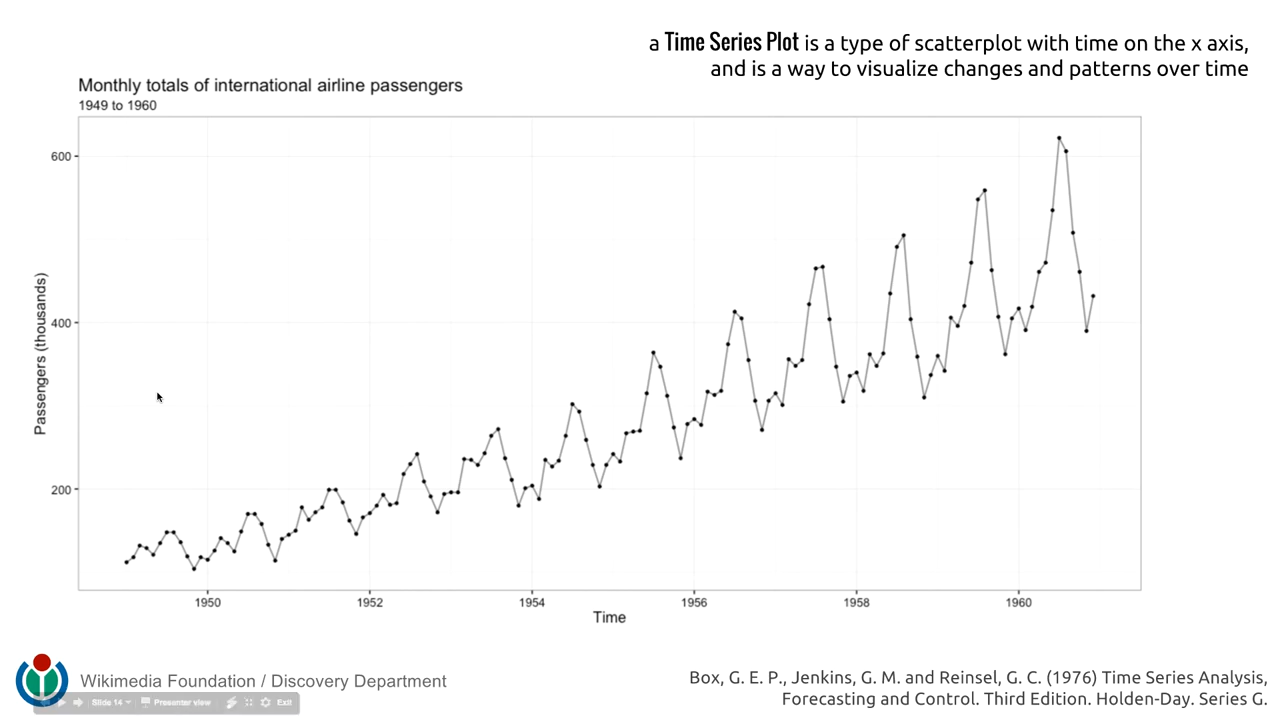 a Time Series Plot is a type of scatterplot with time on the x axis,
and is a way to visualize changes and patterns over time
Monthly totals of international airline passengers
1949 to 1960
600
400
200
Passengers (thousands)
1950
1952
1954
1956
1958
1960
Time
Wikimedia Foundation / Discovery Department
Box, G. E. P., Jenkins, G. M. and Reinsel, G. C. (1976) Time Series Analysis,
Forecasting and Control. Third Edition. Holden-Day. Series G.
Slide 14
Presenter view
Exit